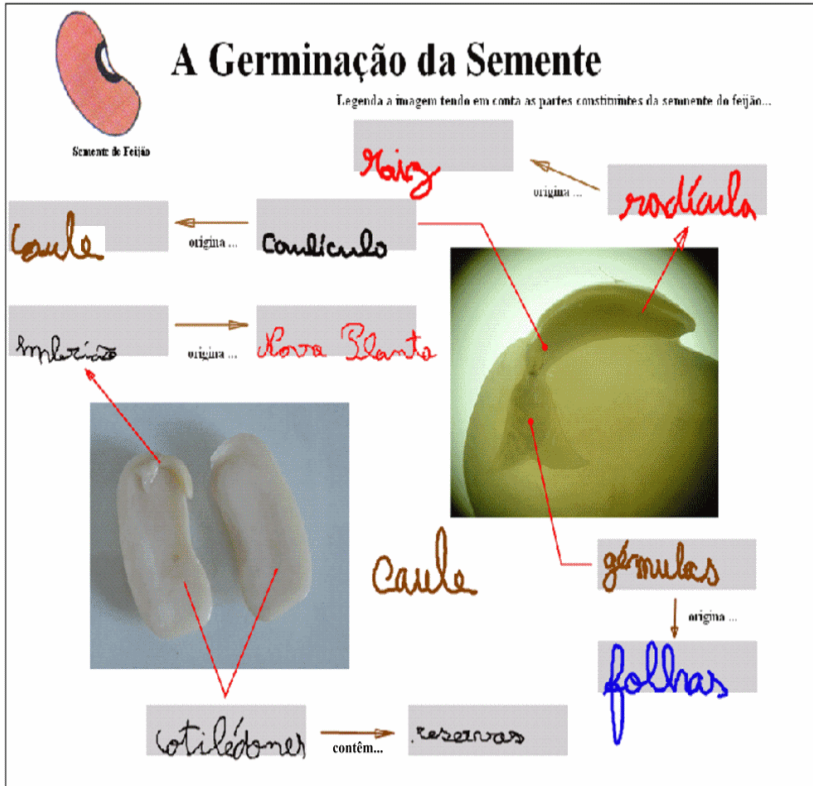 A Germinação da Semente
Legenda a imagem tendo em conta as partes constituintes da semnente do feijão...
Semente de Feijão
raiz
origina ...
radícula
Caule
origina ...
Caulículo
origina ...
Nova Planta
Caule
gémulas
origina ...
folhas
cotilédones
contêm...
reservas